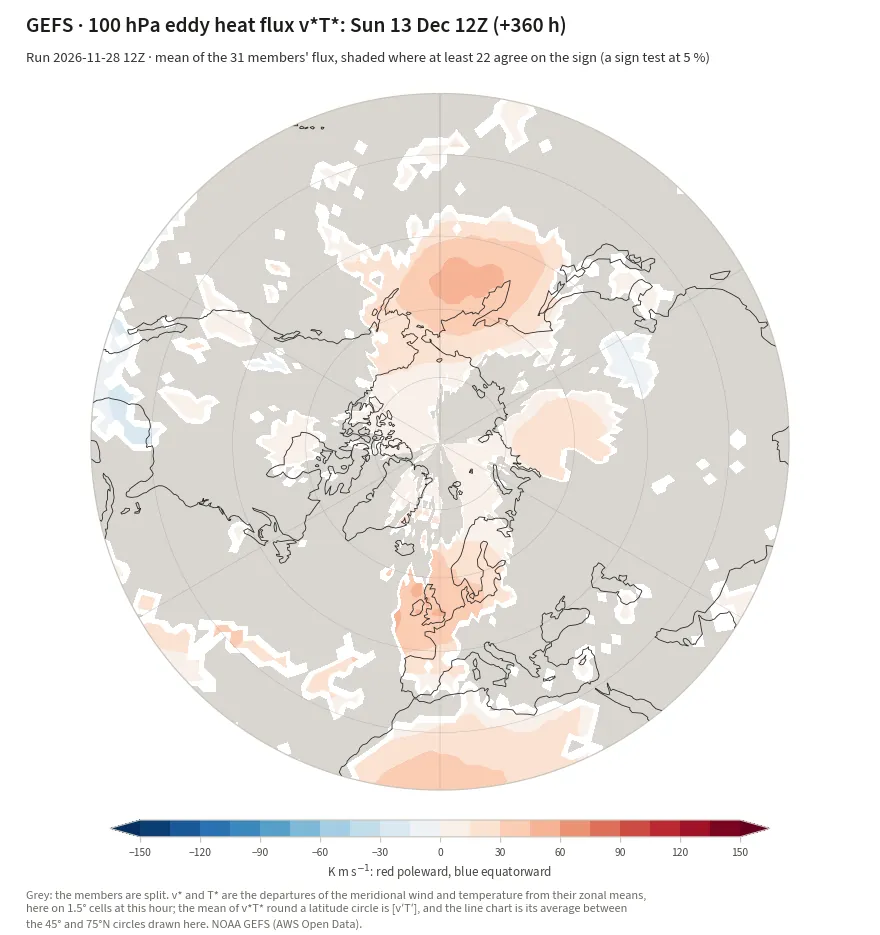 GEFS · 100 hPa eddy heat flux v*T*: Sun 13 Dec 12Z (+360 h)
Run 2026-11-28 12Z · mean of the 31 members' flux, shaded where at least 22 agree on the sign (a sign test at 5 %)
−150 −120 −90 −60 −30 0 30 60 90 120 150
K m s⁻¹: red poleward, blue equatorward
Grey: the members are split. v* and T* are the departures of the meridional wind and temperature from their zonal means,
here on 1.5° cells at this hour; the mean of v*T* round a latitude circle is [v'T'], and the line chart is its average between
the 45° and 75°N circles drawn here. NOAA GEFS (AWS Open Data).